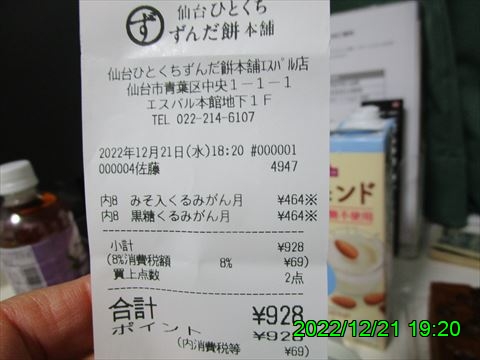 ず
仙台ひとくち
ずんだ餅本舗
仙台ひとくちずんだ餅本舗エスパル店
仙台市青葉区中央1-1-1
エスパル本館地下1F
TEL 022-214-6107
2022年12月21日(水)18:20 #000001
000004佐藤 4947
内8 みそ入くるみがん月 ¥464※
内8 黒糖くるみがん月 ¥464※
小計 ¥928
(8%消費税額 8% ¥69)
買上点数 2点
合計 ¥928
ポイント ¥928
(内消費税等 ¥69)
ンド
不使用
2022/12/21 19:20